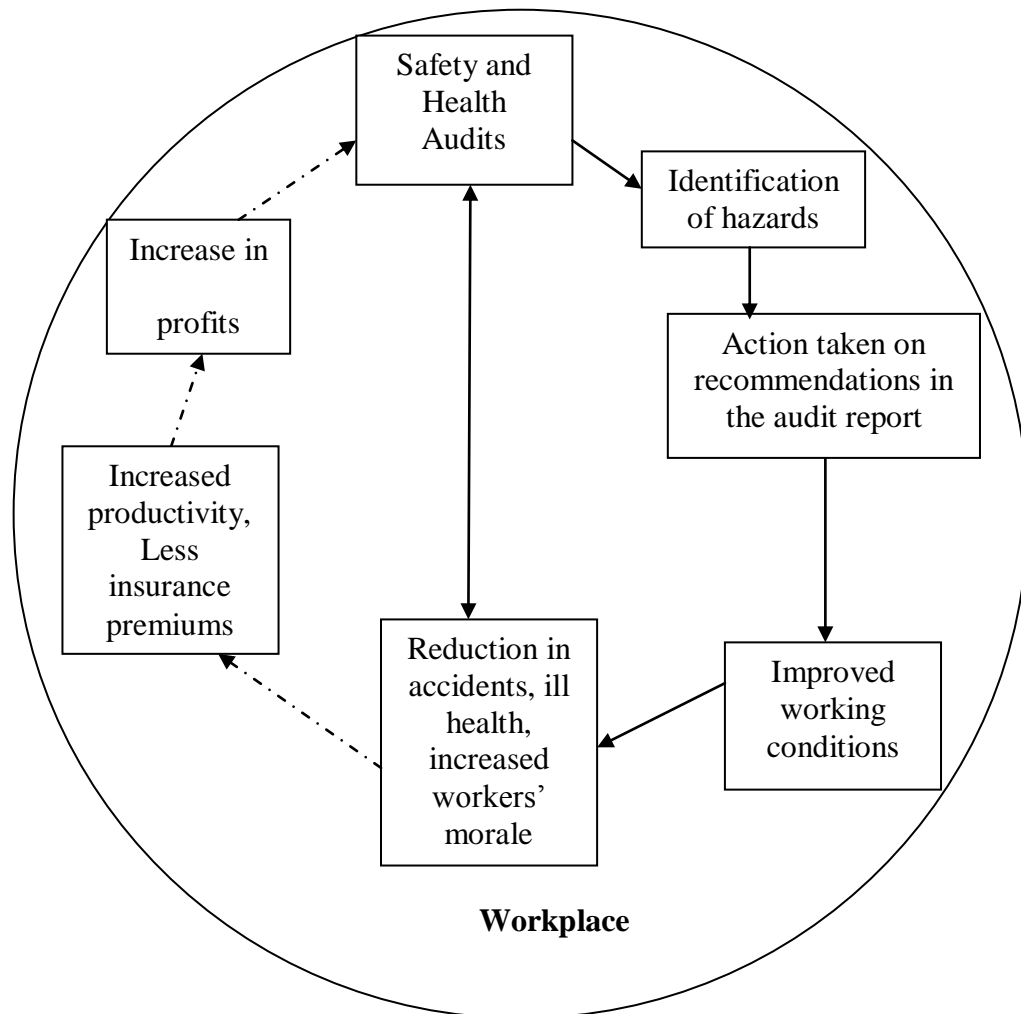 Safety and
Health
Audits
Identification
of hazards
Action taken on
recommendations in
the audit report
Improved
working
conditions
Reduction in
accidents, ill
health,
increased
workers’
morale
Increased
productivity,
Less
insurance
premiums
Increase in
profits
Workplace